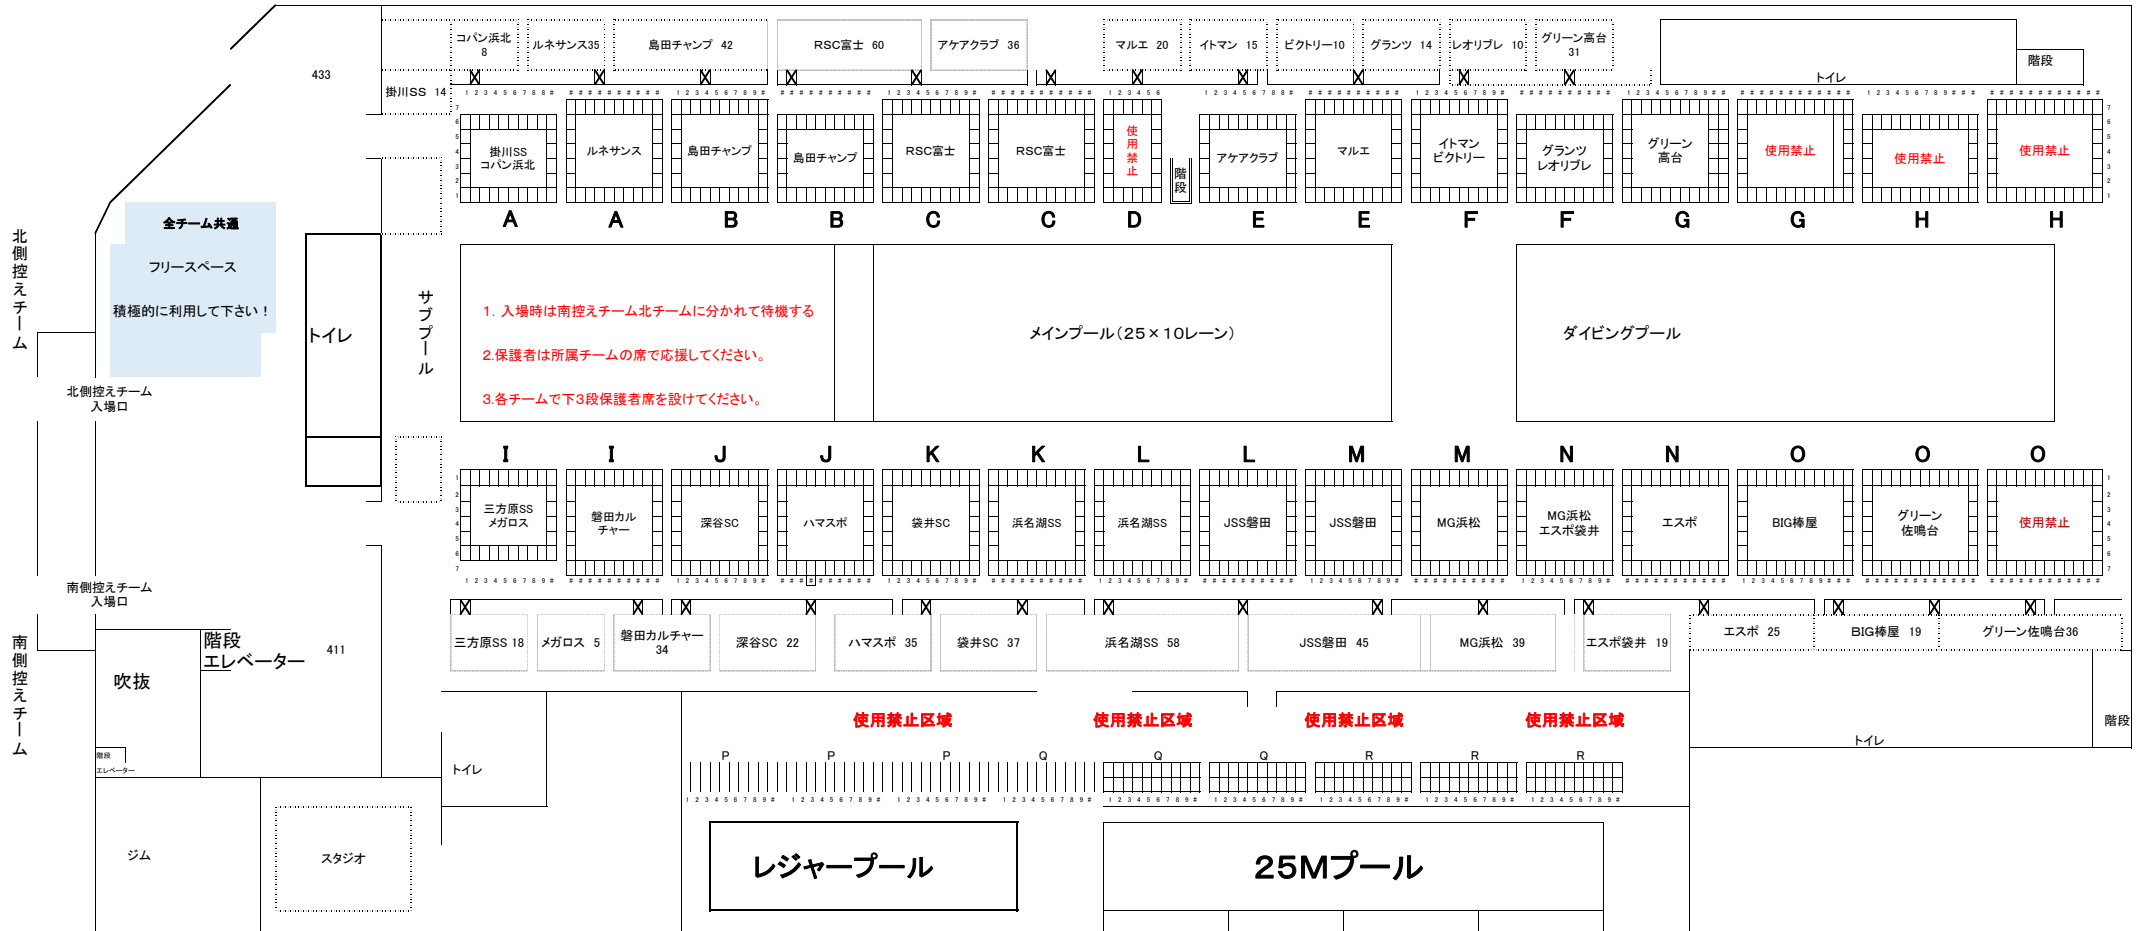 コパン浜北
8
ルネサンス35
島田チャンプ 42
RSC富士 60
アケアクラブ 36
マルエ 20
イトマン 15
ビクトリー10
グランツ 14
レオリブレ 10
グリーン高台
31
トイレ
階段
433
掛川SS 14
掛川SS
コパン浜北
ルネサンス
島田チャンプ
島田チャンプ
RSC富士
RSC富士
使用禁止
階段
アケアクラブ
マルエ
イトマン
ビクトリー
グランツ
レオリブレ
グリーン
高台
使用禁止
使用禁止
使用禁止
A A B B C C D E E F F G G H H
北側控えチーム
全チーム共通
フリースペース
積極的に利用して下さい！
トイレ
サブプール
1. 入場時は南控えチーム北チームに分かれて待機する
2.保護者は所属チームの席で応援してください。
3.各チームで下3段保護者席を設けてください。
メインプール(25×10レーン)
ダイビングプール
北側控えチーム
入場口
I I J J K K L L M M N N O O O
三方原SS
メガロス
磐田カル
チャー
深谷SC
ハマスポ
袋井SC
浜名湖SS
浜名湖SS
JSS磐田
JSS磐田
MG浜松
MG浜松
エスポ袋井
エスポ
BIG棒屋
グリーン
佐鳴台
使用禁止
南側控えチーム
入場口
南側控えチーム
階段
エレベーター
411
吹抜
三方原SS 18
メガロス 5
磐田カルチャー
34
深谷SC 22
ハマスポ 35
袋井SC 37
浜名湖SS 58
JSS磐田 45
MG浜松 39
エスポ袋井 19
エスポ 25
BIG棒屋 19
グリーン佐鳴台36
使用禁止区域
使用禁止区域
使用禁止区域
使用禁止区域
階段
トイレ
階段
エレベーター
トイレ
P P P Q Q Q R R R
ジム
スタジオ
レジャープール
25Mプール